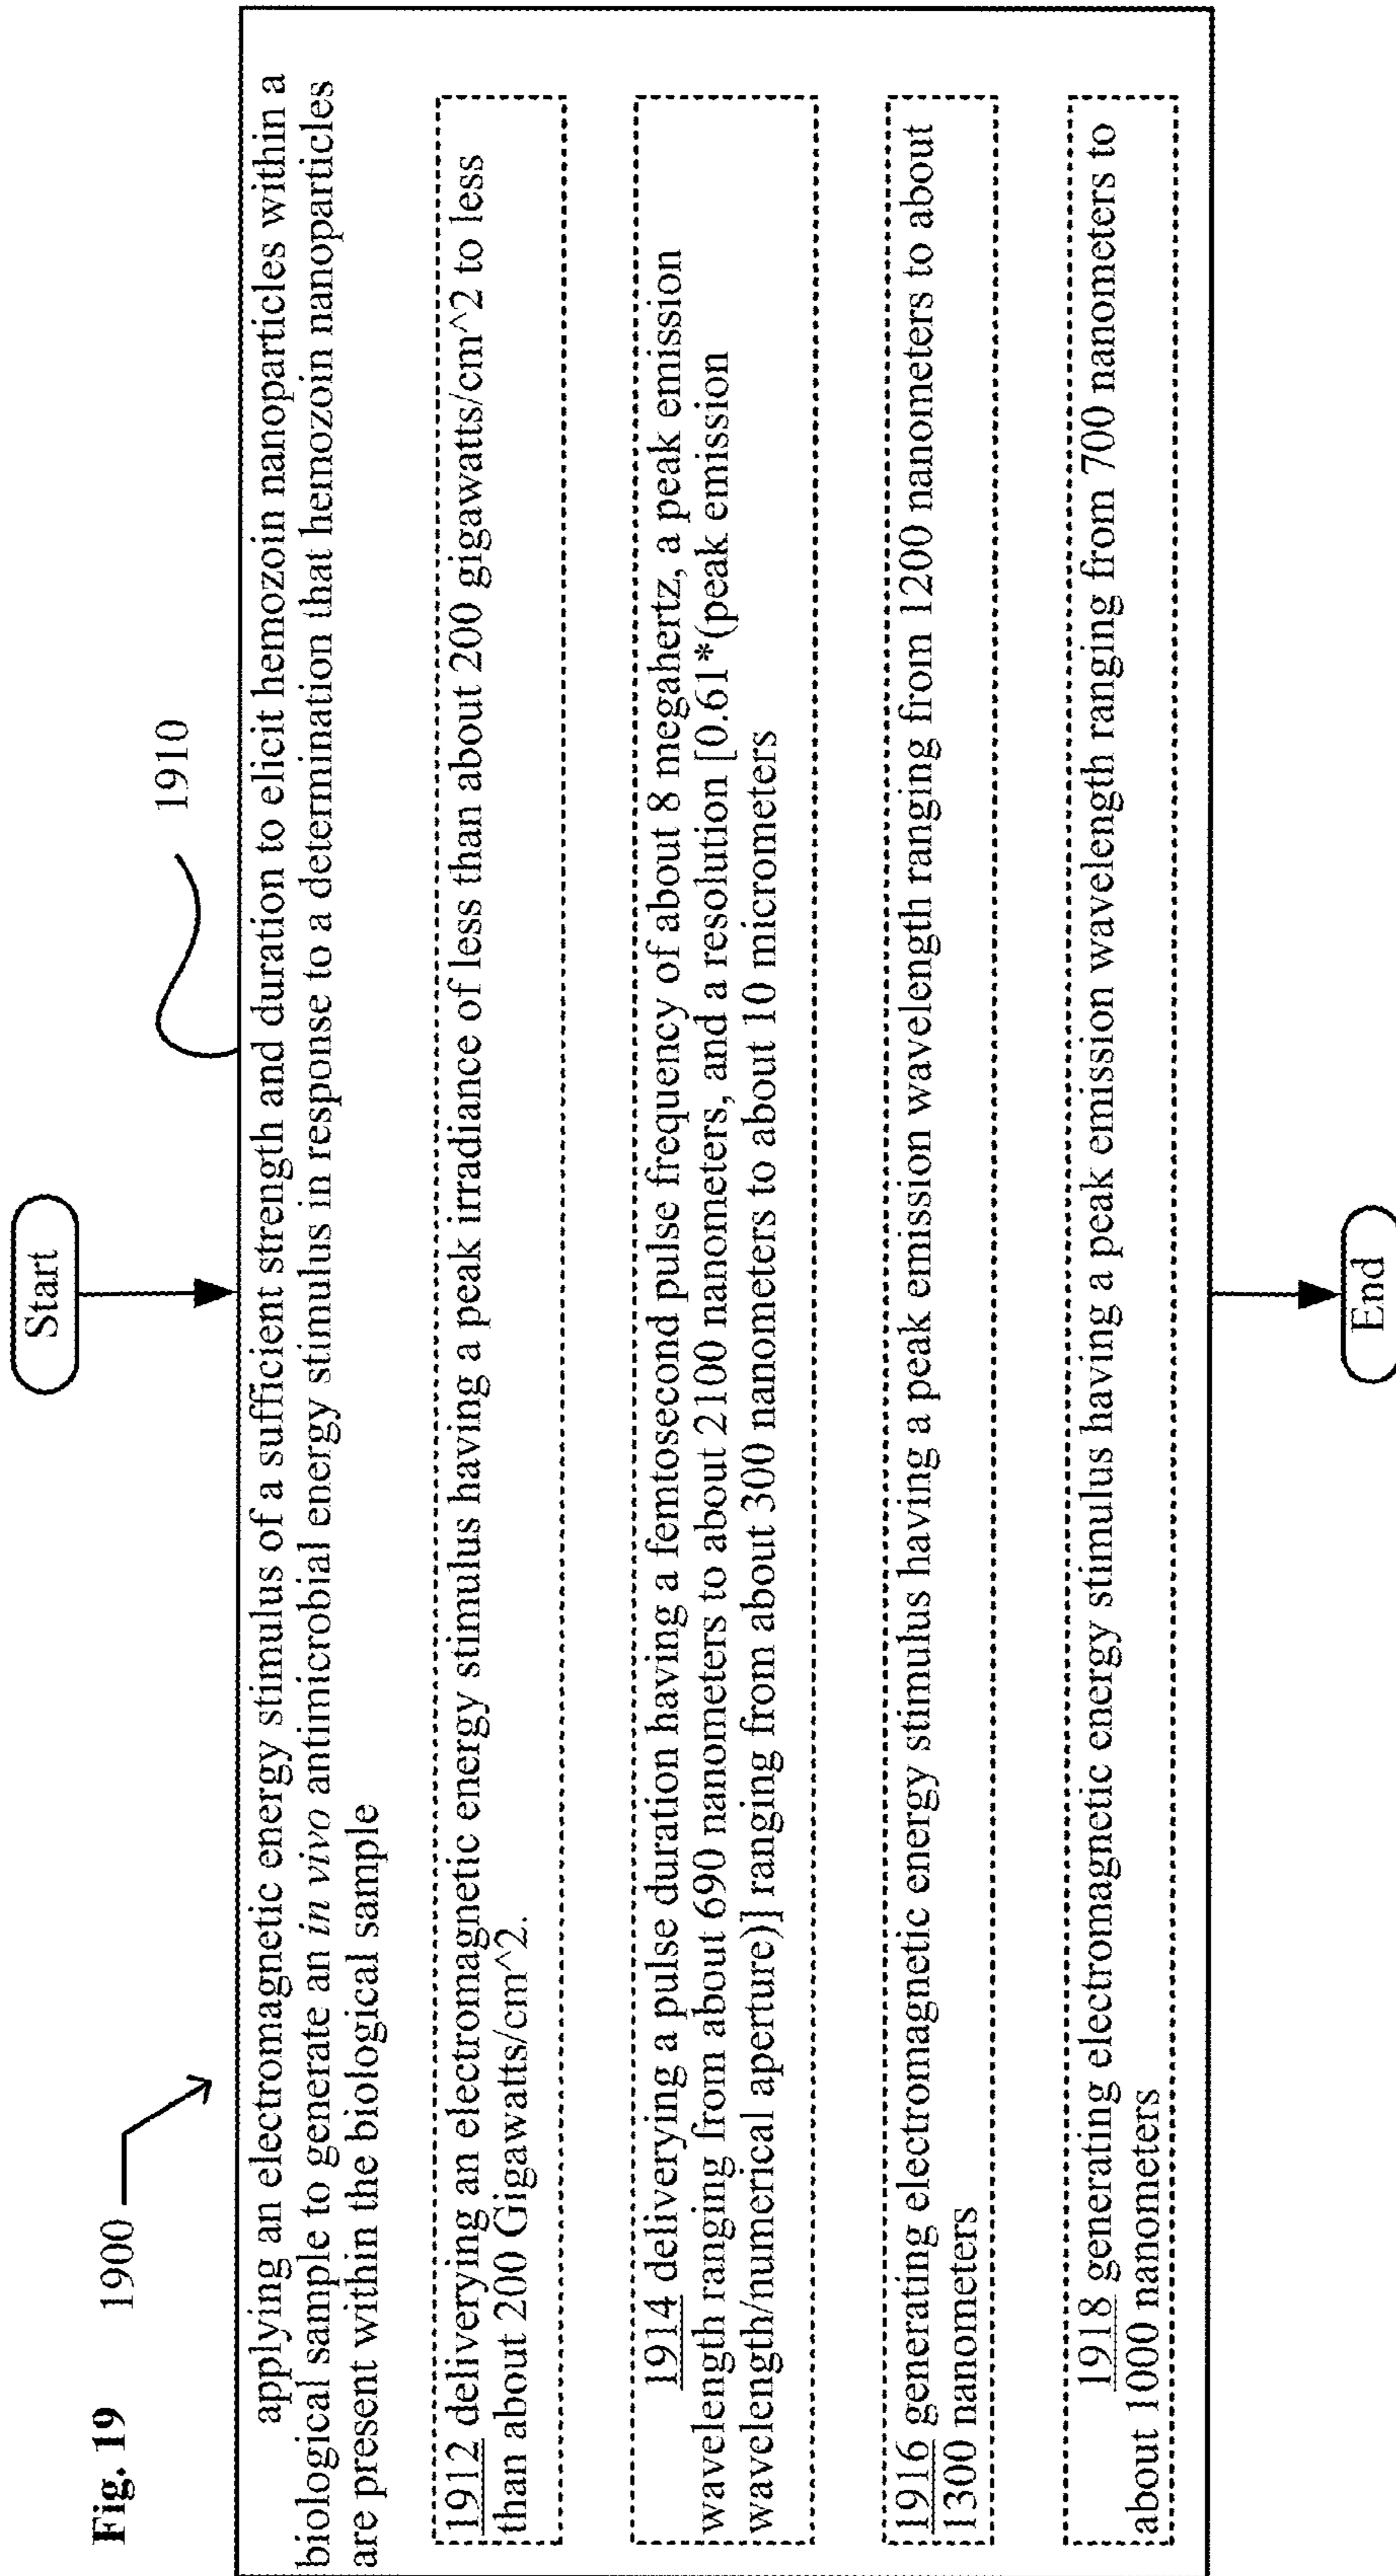 Fig. 19
1900
Start
1910
applying an electromagnetic energy stimulus of a sufficient strength and duration to elicit hemozoin nanoparticles within a
biological sample to generate an in vivo antimicrobial energy stimulus in response to a determination that hemozoin nanoparticles
are present within the biological sample
1912 deliverying an electromagnetic energy stimulus having a peak irradiance of less than about 200 gigawatts/cm^2 to less
than about 200 Gigawatts/cm^2.
1914 deliverying a pulse duration having a femtosecond pulse frequency of about 8 megahertz, a peak emission
wavelength ranging from about 690 nanometers to about 2100 nanometers, and a resolution [0.61*(peak emission
wavelength/numerical aperture)] ranging from about 300 nanometers to about 10 micrometers
1916 generating electromagnetic energy stimulus having a peak emission wavelength ranging from 1200 nanometers to about
1300 nanometers
1918 generating electromagnetic energy stimulus having a peak emission wavelength ranging from 700 nanometers to
about 1000 nanometers
End